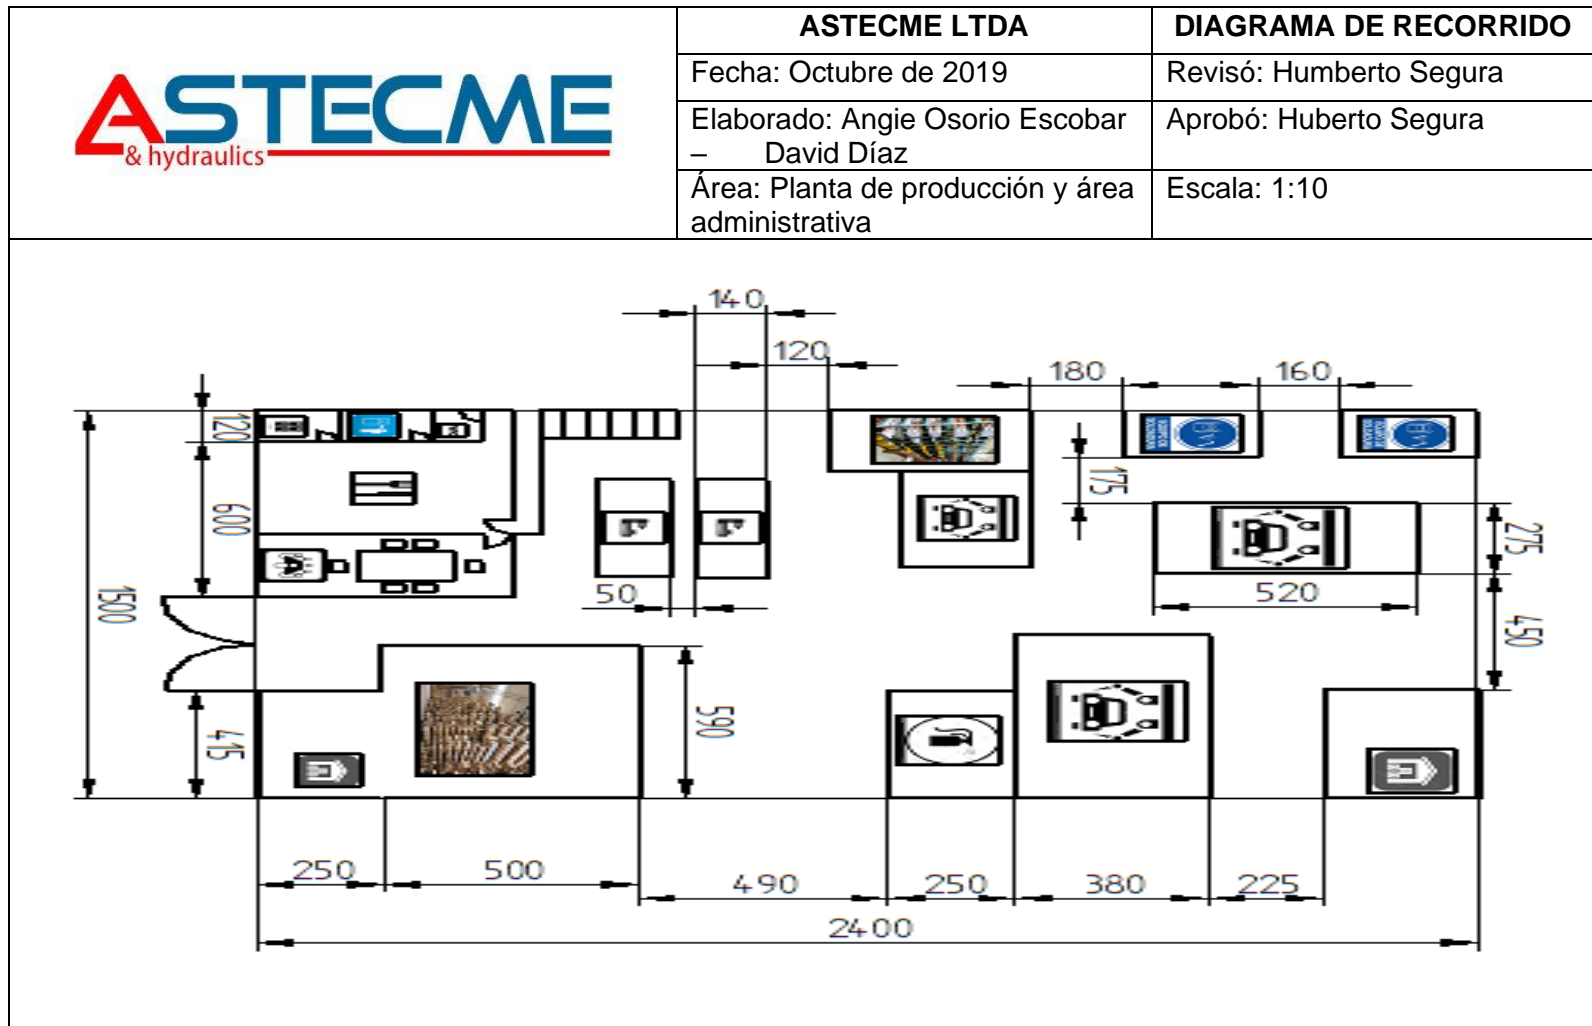 ASTECME
& hydraulics
ASTECME LTDA
DIAGRAMA DE RECORRIDO
Fecha: Octubre de 2019
Revisó: Humberto Segura
Elaborado: Angie Osorio Escobar
– David Díaz
Aprobó: Huberto Segura
Área: Planta de producción y área
administrativa
Escala: 1:10
140
120
180
160
120
175
600
275
50
520
1500
450
590
415
250
500
490
250
380
225
2400